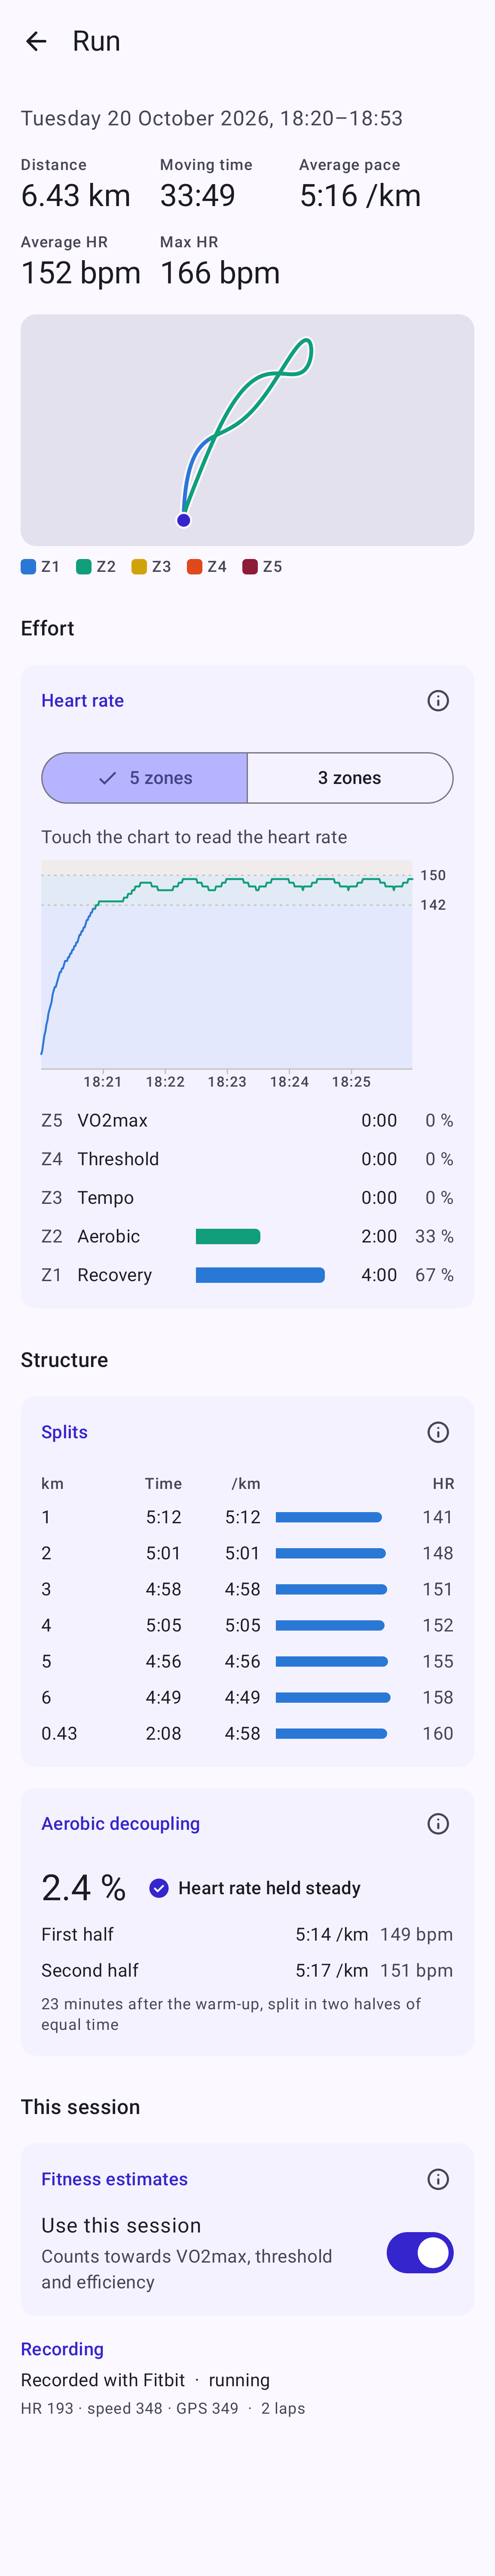 Run
Tuesday 20 October 2026, 18:20–18:53
Distance Moving time Average pace
6.43 km 33:49 5:16 /km
Average HR Max HR
152 bpm 166 bpm
Z1 Z2 Z3 Z4 Z5
Effort
Heart rate
5 zones 3 zones
Touch the chart to read the heart rate
150
142
18:21 18:22 18:23 18:24 18:25
Z5 VO2max 0:00 0 %
Z4 Threshold 0:00 0 %
Z3 Tempo 0:00 0 %
Z2 Aerobic 2:00 33 %
Z1 Recovery 4:00 67 %
Structure
Splits
km Time /km HR
1 5:12 5:12 141
2 5:01 5:01 148
3 4:58 4:58 151
4 5:05 5:05 152
5 4:56 4:56 155
6 4:49 4:49 158
0.43 2:08 4:58 160
Aerobic decoupling
2.4 % Heart rate held steady
First half 5:14 /km 149 bpm
Second half 5:17 /km 151 bpm
23 minutes after the warm-up, split in two halves of
equal time
This session
Fitness estimates
Use this session
Counts towards VO2max, threshold
and efficiency
Recording
Recorded with Fitbit · running
HR 193 · speed 348 · GPS 349 · 2 laps